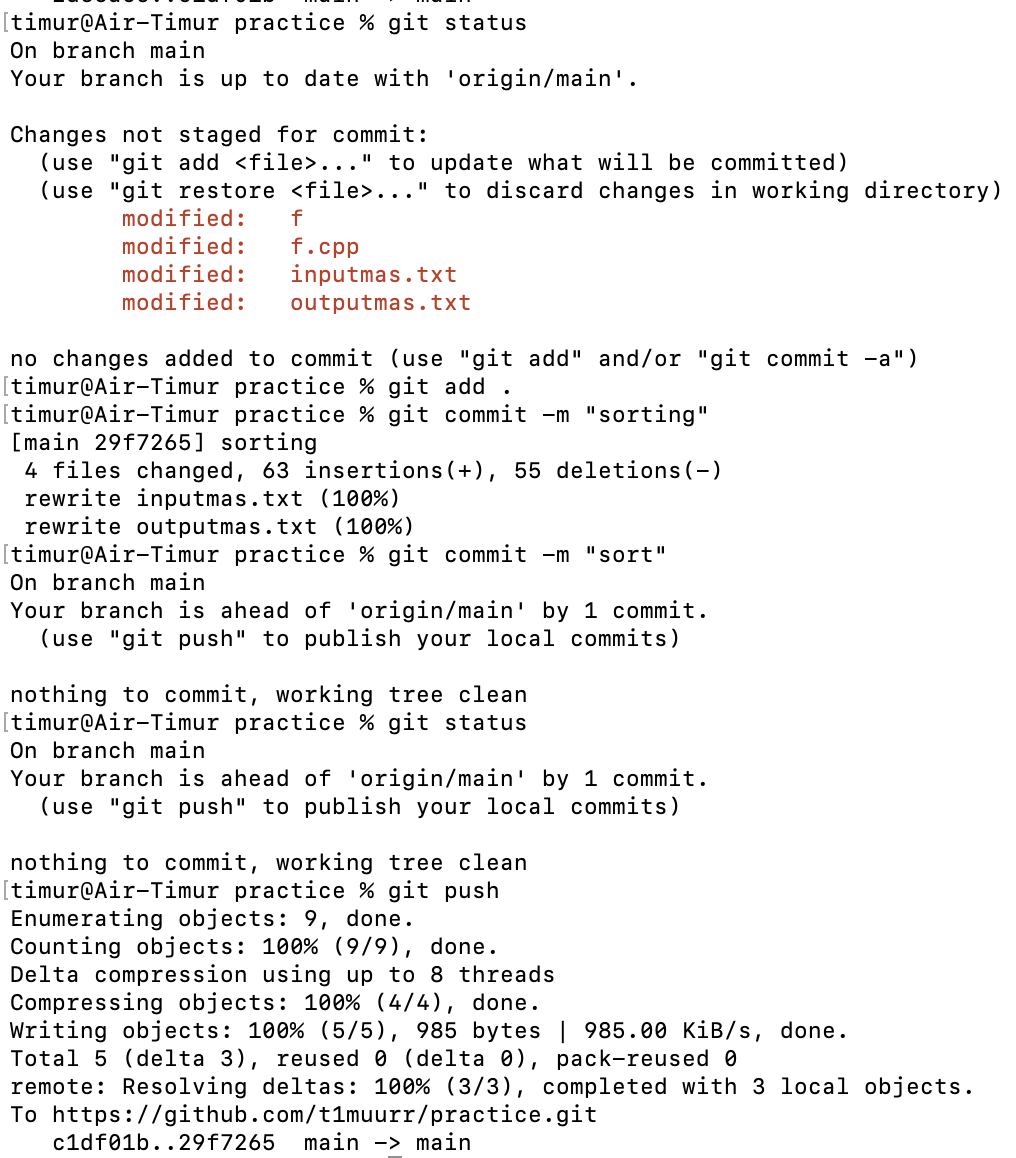 main -> main
[timur@Air-Timur practice % git status
On branch main
Your branch is up to date with 'origin/main'.
Changes not staged for commit:
(use "git add <file>..." to update what will be committed)
(use "git restore <file>..." to discard changes in working directory)
modified: f
modified: f.cpp
modified: inputmas.txt
modified: outputmas.txt
no changes added to commit (use "git add" and/or "git commit -a")
[timur@Air-Timur practice % git add .
[timur@Air-Timur practice % git commit -m "sorting"
[main 29f7265] sorting
4 files changed, 63 insertions(+), 55 deletions(-)
rewrite inputmas.txt (100%)
rewrite outputmas.txt (100%)
[timur@Air-Timur practice % git commit -m "sort"
On branch main
Your branch is ahead of 'origin/main' by 1 commit.
(use "git push" to publish your local commits)
nothing to commit, working tree clean
[timur@Air-Timur practice % git status
On branch main
Your branch is ahead of 'origin/main' by 1 commit.
(use "git push" to publish your local commits)
nothing to commit, working tree clean
[timur@Air-Timur practice % git push
Enumerating objects: 9, done.
Counting objects: 100% (9/9), done.
Delta compression using up to 8 threads
Compressing objects: 100% (4/4), done.
Writing objects: 100% (5/5), 985 bytes | 985.00 KiB/s, done.
Total 5 (delta 3), reused 0 (delta 0), pack-reused 0
remote: Resolving deltas: 100% (3/3), completed with 3 local objects.
To https://github.com/t1muurr/practice.git
c1df01b..29f7265 main -> main